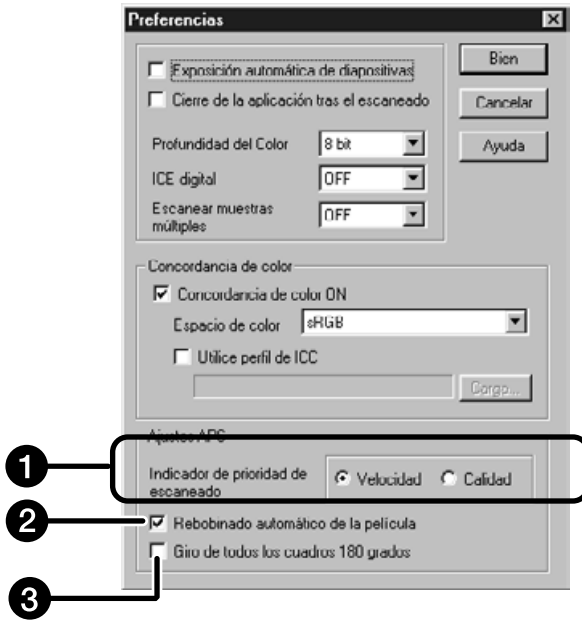 Preferencias
Exposición automática de diapositivas
Cierre de la aplicación tras el escaneado
Profundidad del Color 8 bit
ICE digital OFF
Escanear muestras
múltiples OFF
Bien
Cancelar
Ayuda
Concordancia de color
Concordancia de color ON
Espacio de color sRGB
Utilice perfil de ICC
Cargo...
Ajustes APS
1
Indicador de prioridad de
escaneado
Velocidad Calidad
2
Rebobinado automático de la película
Giro de todos los cuadros 180 grados
3